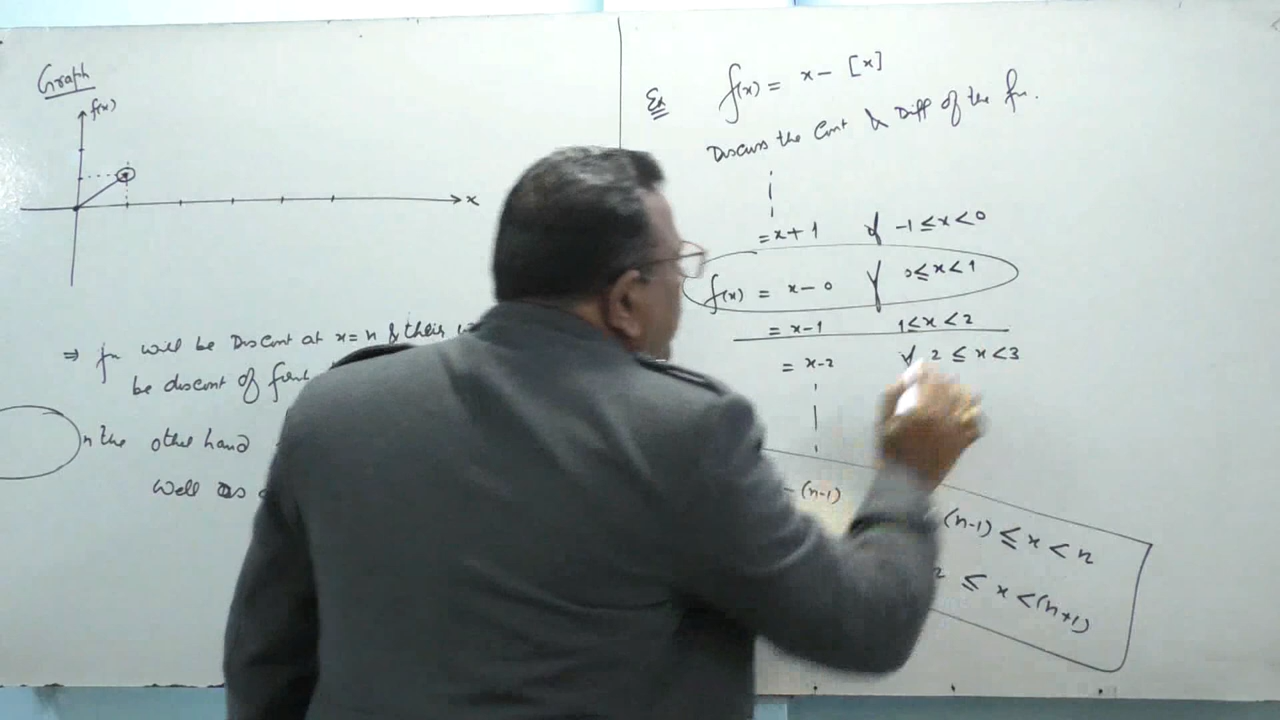 Graph
f(x)
x
⇒ fn will be Discont at x=n & their
be discont of first
n the other hand
Well as
Ex f(x) = x - [x]
Discuss the Cont & Diff of the fn.
= x+1 if -1 ≤ x < 0
f(x) = x - 0 if 0 ≤ x < 1
= x-1 1 ≤ x < 2
= x-2 if 2 ≤ x < 3
-(n-1) (n-1) ≤ x < n
≤ x < (n+1)